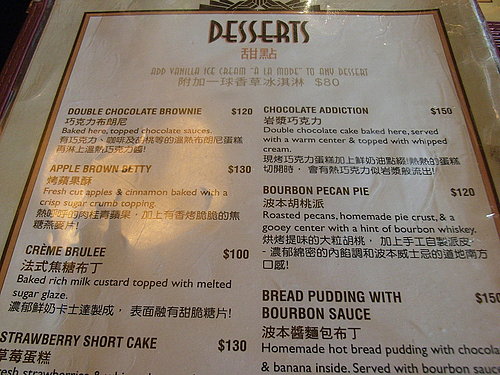 DESSERTS
甜點
ADD VANILLA ICE CREAM "A LA MODE" TO ANY DESSERT
附加一球香草冰淇淋 $80
DOUBLE CHOCOLATE BROWNIE $120
巧克力布朗尼
Baked here, topped chocolate sauces.
有巧克力、咖啡及胡桃等的溫熱布朗尼蛋糕
再淋上溫熱巧克力醬!
APPLE BROWN BETTY $130
烤蘋果酥
Fresh cut apples & cinnamon baked with a
crisp sugar crumb topping.
熱呼呼的肉桂青蘋果，加上有香烤脆脆的焦
糖燕麥片!
CRÈME BRULEE $100
法式焦糖布丁
Baked rich milk custard topped with melted
sugar glaze.
濃郁鮮奶卡士達製成， 表面融有甜脆糖片!
STRAWBERRY SHORT CAKE $130
草莓蛋糕
fresh strawberries &
CHOCOLATE ADDICTION $150
岩漿巧克力
Double chocolate cake baked here, served
with a warm center & topped with whipped
cream.
現烤巧克力蛋糕加上鮮奶油點綴!熱熱的蛋糕
切開時， 會有熱巧克力似岩漿般流出!
BOURBON PECAN PIE $120
波本胡桃派
Roasted pecans, homemade pie crust, & a
gooey center with a hint of bourbon whiskey.
烘烤提味的大粒胡桃， 加上手工自製派皮
- 濃郁綿密的內餡調和波本威士忌的道地南方
口感!
BREAD PUDDING WITH $150
BOURBON SAUCE
波本醬麵包布丁
Homemade hot bread pudding with chocola
& banana inside. Served with bourbon sauce